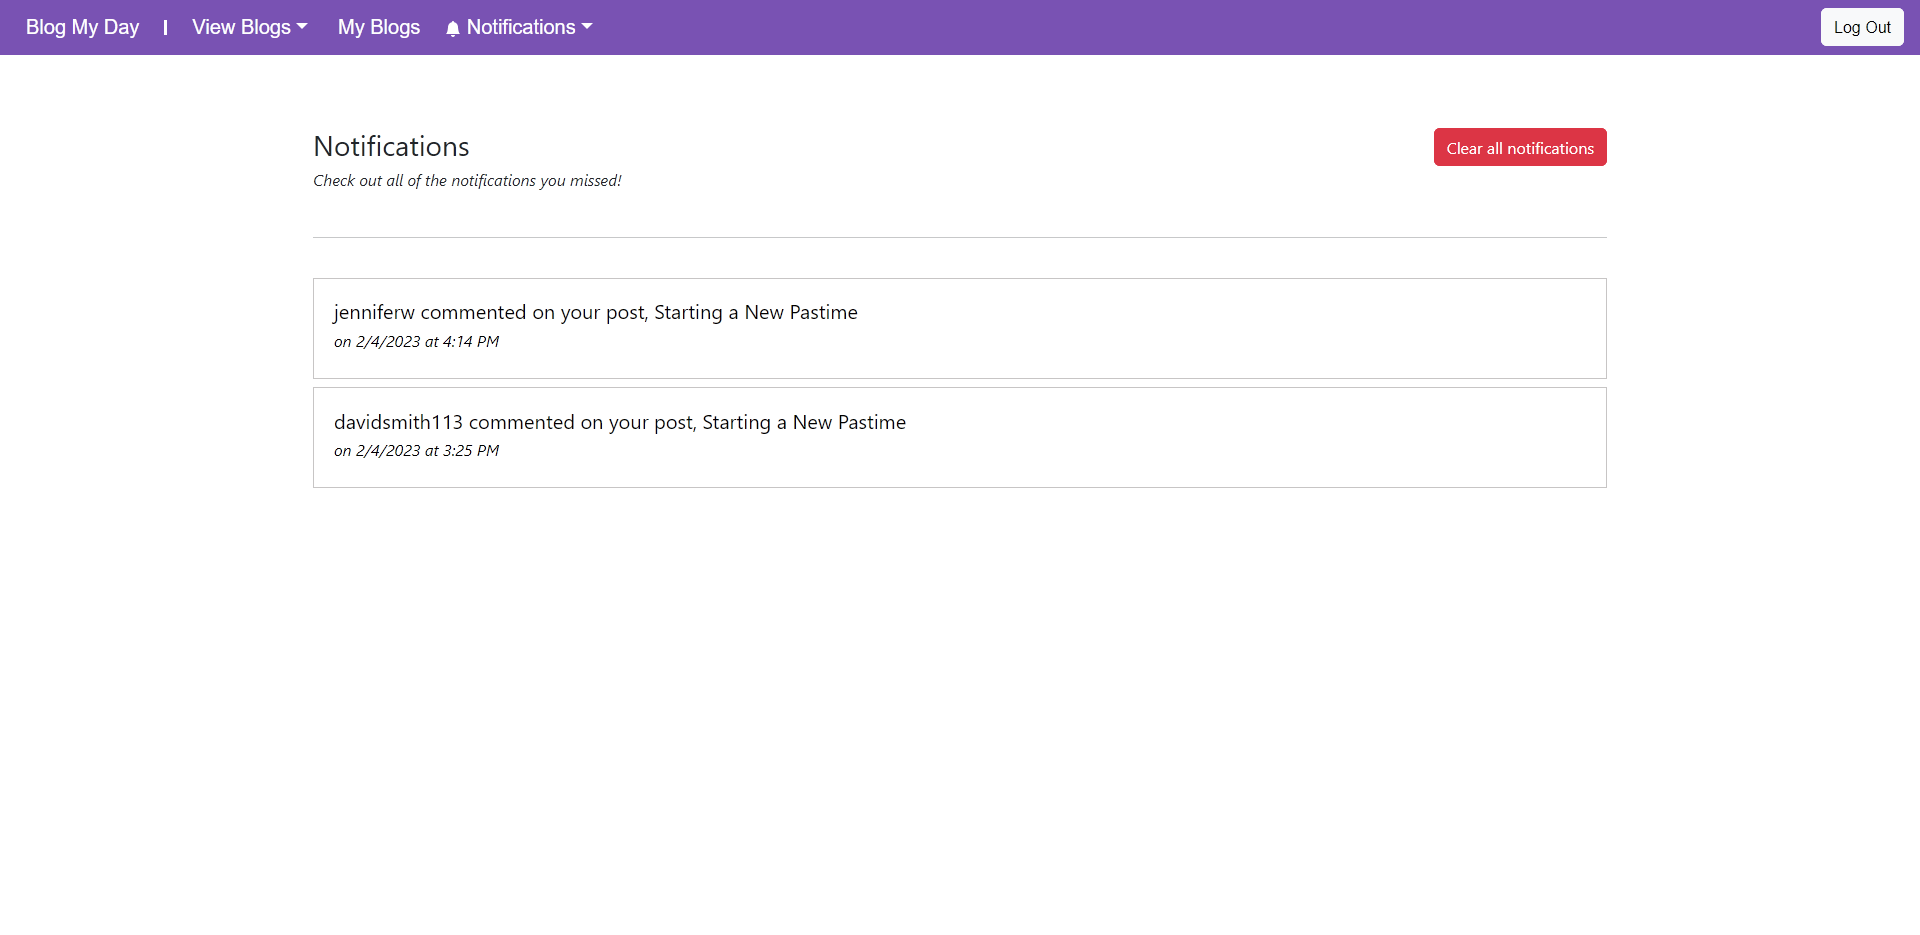 Blog My Day | View Blogs My Blogs Notifications Log Out
Notifications
Clear all notifications
Check out all of the notifications you missed!
jenniferw commented on your post, Starting a New Pastime
on 2/4/2023 at 4:14 PM
davidsmith113 commented on your post, Starting a New Pastime
on 2/4/2023 at 3:25 PM